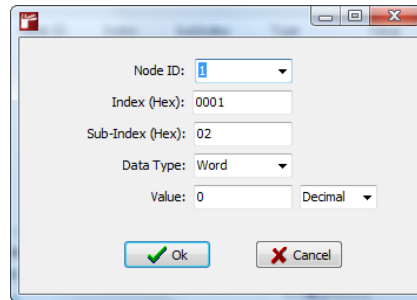 Node ID: 1
Index (Hex): 0001
Sub-Index (Hex): 02
Data Type: Word
Value: 0 Decimal
Ok Cancel